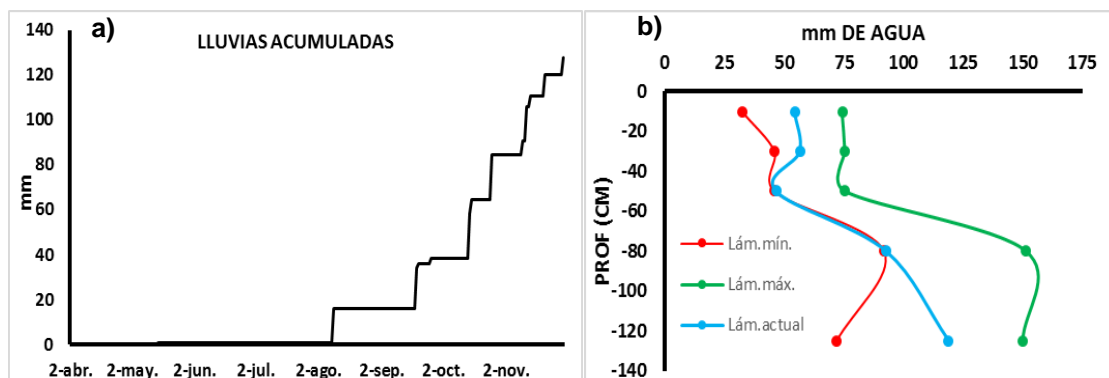 a)
LLUVIAS ACUMULADAS
mm
140
120
100
80
60
40
20
0
2-abr. 2-may. 2-jun. 2-jul. 2-ago. 2-sep. 2-oct. 2-nov.
b)
mm DE AGUA
0 25 50 75 100 125 150 175
PROF (CM)
0
-20
-40
-60
-80
-100
-120
-140
Lám.mín.
Lám.máx.
Lám.actual